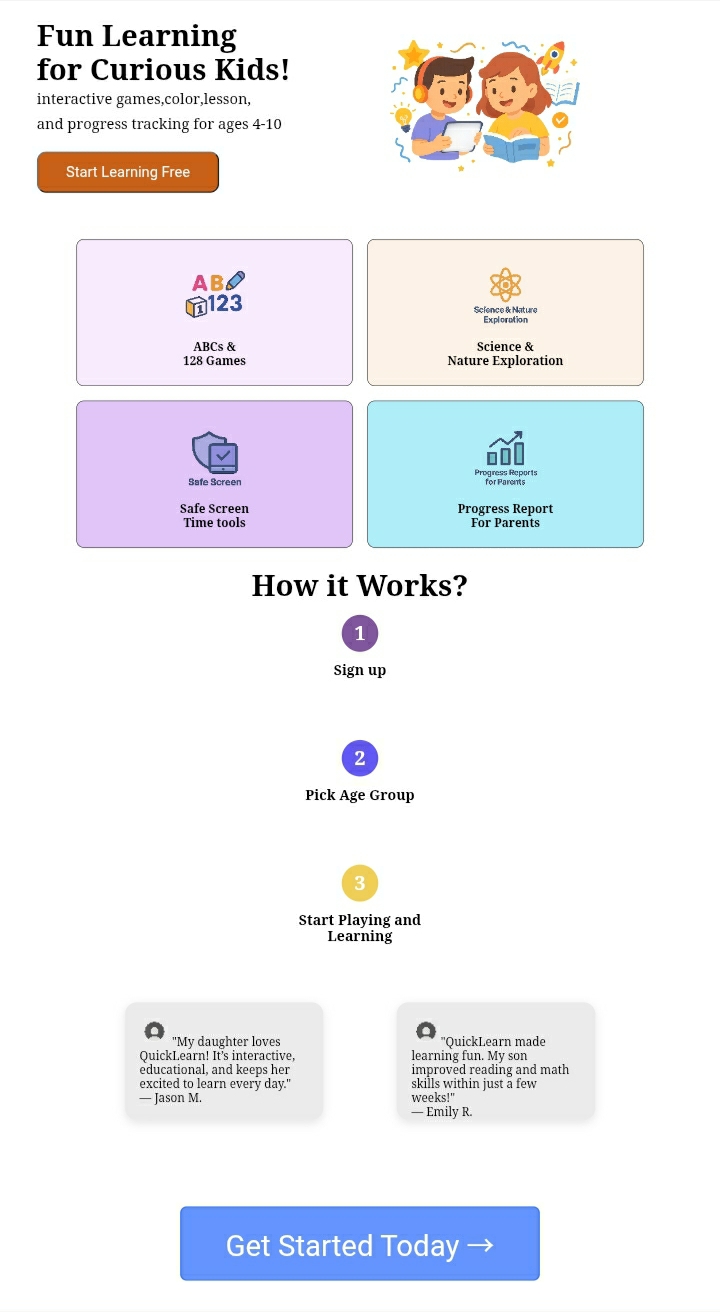 Fun Learning
for Curious Kids!
interactive games,color,lesson,
and progress tracking for ages 4-10
Start Learning Free
AB
1 123
ABCs &
128 Games
Science & Nature
Exploration
Science &
Nature Exploration
Safe Screen
Safe Screen
Time tools
Progress Reports
for Parents
Progress Report
For Parents
How it Works?
1
Sign up
2
Pick Age Group
3
Start Playing and
Learning
"My daughter loves
QuickLearn! It's interactive,
educational, and keeps her
excited to learn every day."
— Jason M.
"QuickLearn made
learning fun. My son
improved reading and math
skills within just a few
weeks!"
— Emily R.
Get Started Today →